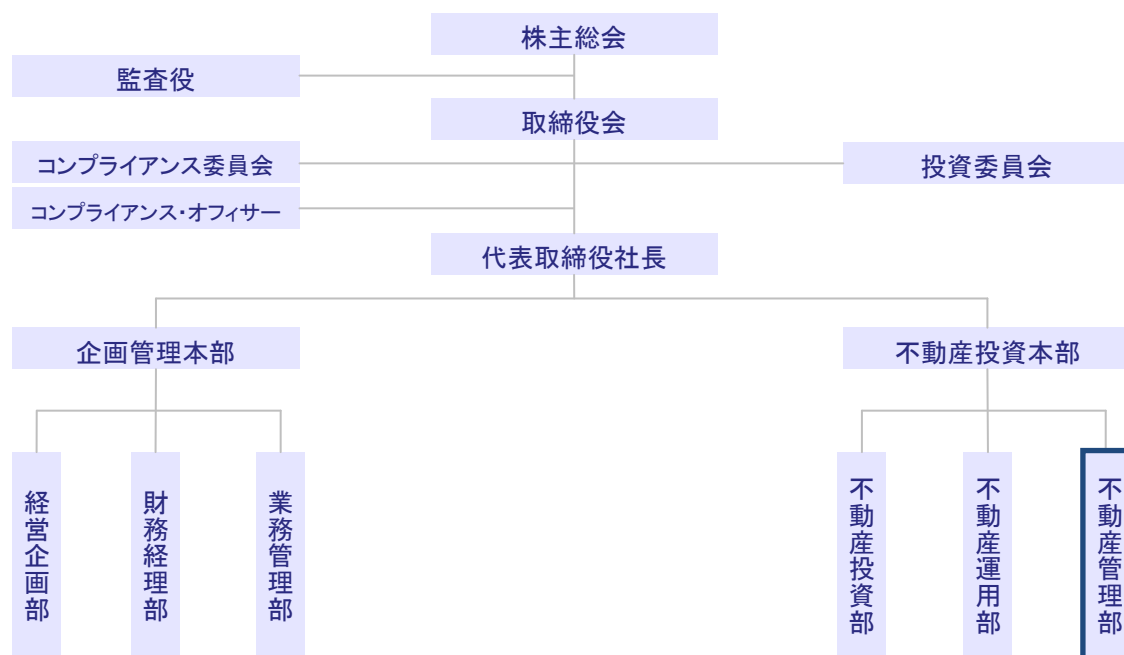 株主総会
監査役
取締役会
コンプライアンス委員会
投資委員会
コンプライアンス・オフィサー
代表取締役社長
企画管理本部
不動産投資本部
経営企画部
財務経理部
業務管理部
不動産投資部
不動産運用部
不動産管理部